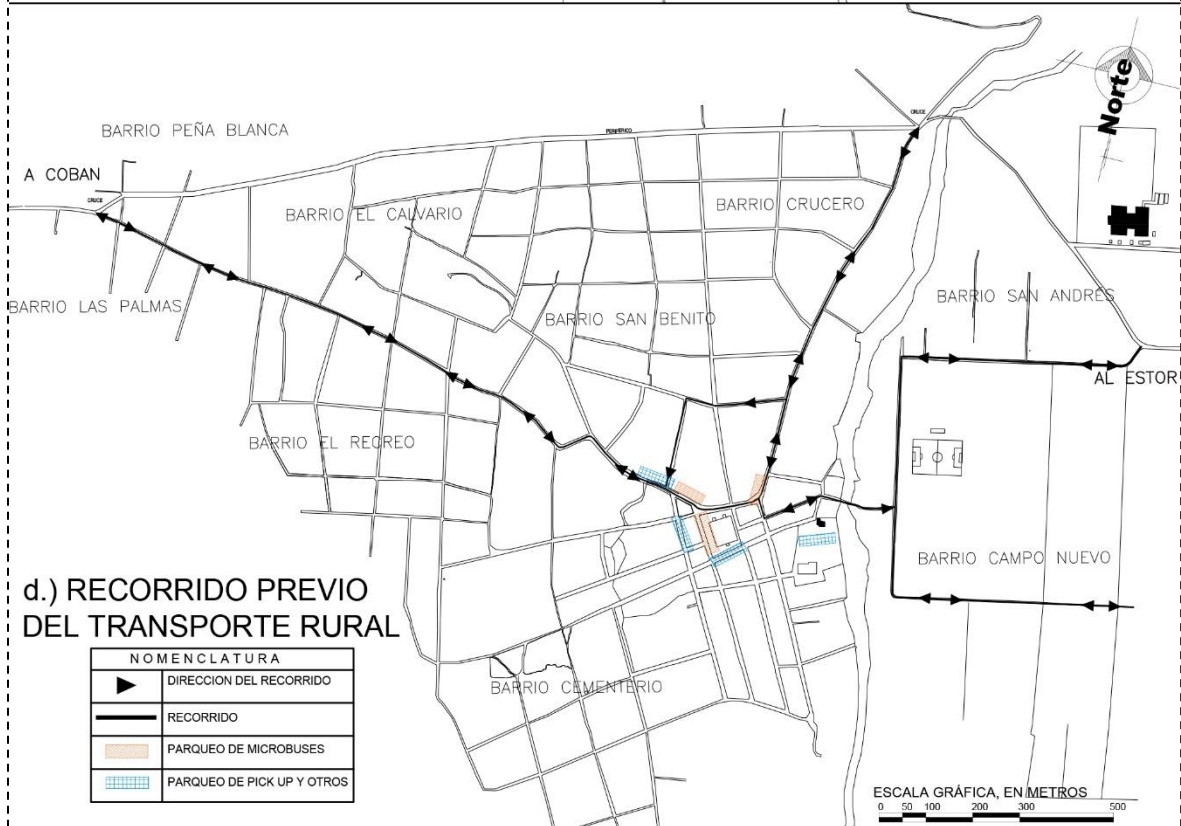 Norte
CRUCE
PERIFERICO
BARRIO PEÑA BLANCA
A COBAN
CRUCE
BARRIO EL CALVARIO
BARRIO CRUCERO
BARRIO LAS PALMAS
BARRIO SAN ANDRÉS
BARRIO SAN BENITO
AL ESTOR
BARRIO EL RECREO
BARRIO CAMPO NUEVO
d.) RECORRIDO PREVIO
DEL TRANSPORTE RURAL
BARRIO CEMENTERIO
NOMENCLATURA
DIRECCION DEL RECORRIDO
RECORRIDO
PARQUEO DE MICROBUSES
PARQUEO DE PICK UP Y OTROS
ESCALA GRÁFICA, EN METROS
0 50 100 200 300 500